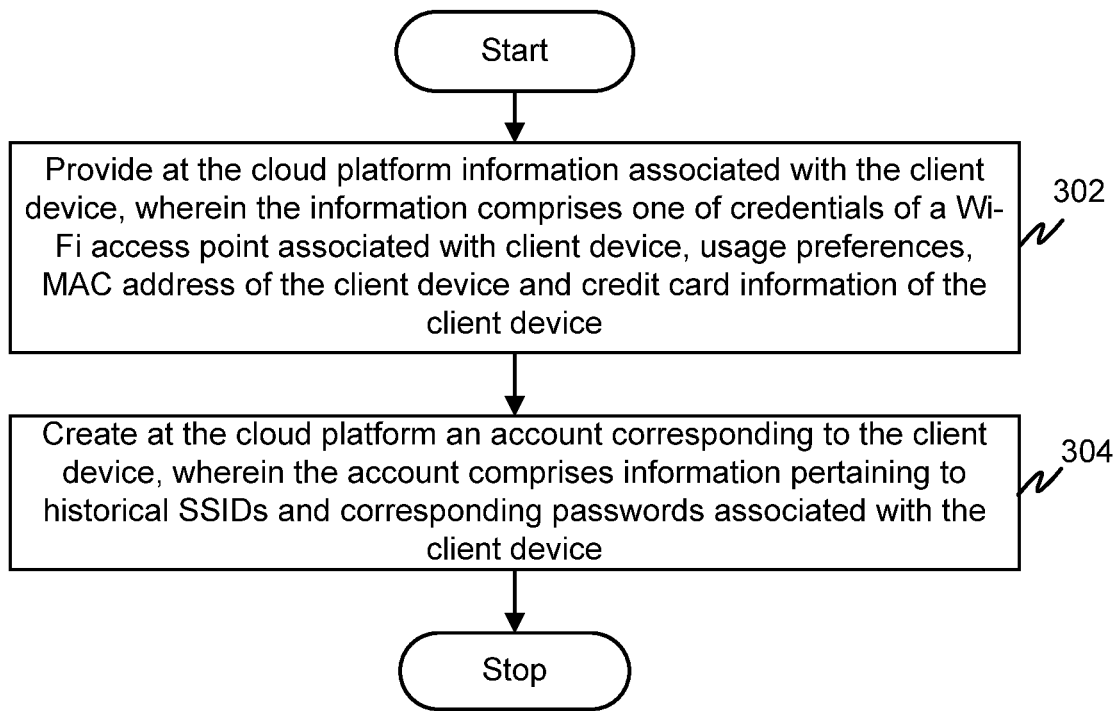 Start
Provide at the cloud platform information associated with the client
device, wherein the information comprises one of credentials of a Wi-
Fi access point associated with client device, usage preferences,
MAC address of the client device and credit card information of the
client device
302
Create at the cloud platform an account corresponding to the client
device, wherein the account comprises information pertaining to
historical SSIDs and corresponding passwords associated with the
client device
304
Stop